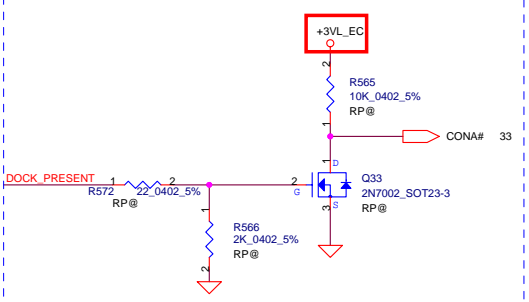 +3VL_EC
2
R565
10K_0402_5%
RP@
1
CONA# 33
1
D
DOCK_PRESENT 1 2 2 G Q33
R572 22_0402_5% 2N7002_SOT23-3
RP@ S RP@
3
1
R566
2K_0402_5%
RP@
2